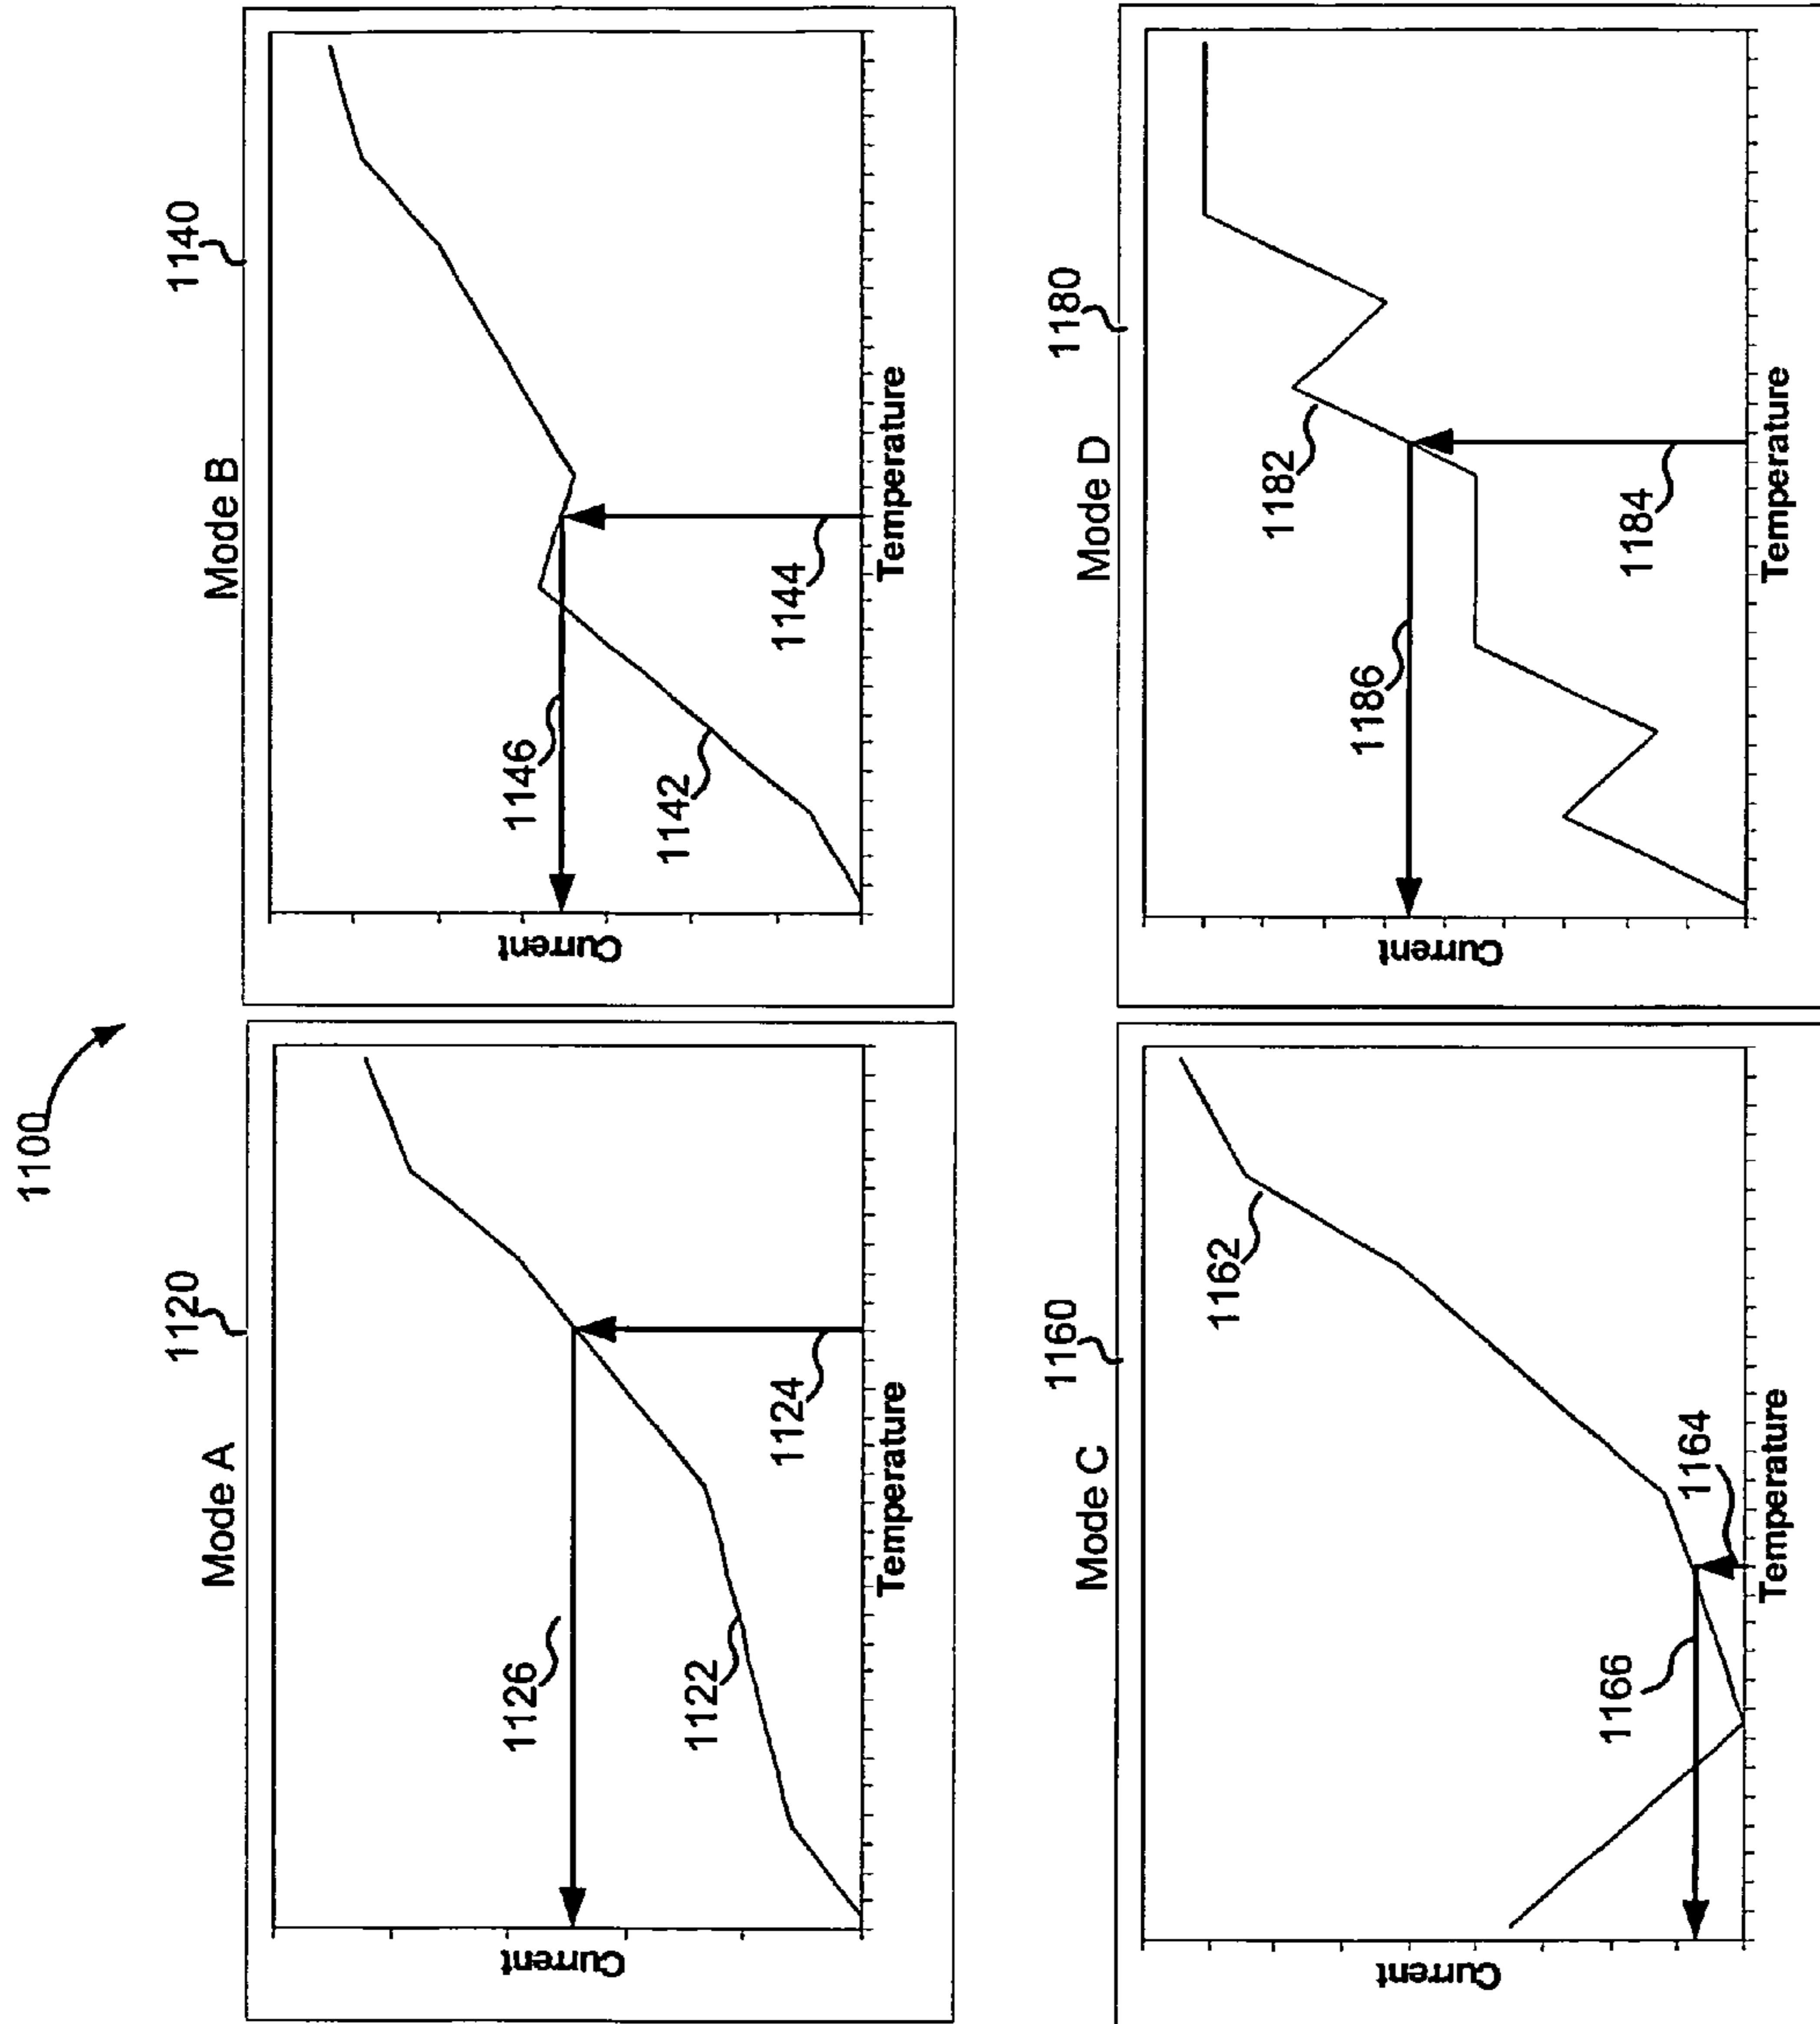 1100
1120
Mode A
Current
1126
1122
1124
Temperature
1140
Mode B
Current
1146
1142
1144
Temperature
1160
Mode C
Current
1162
1166
1164
Temperature
1180
Mode D
Current
1182
1186
1184
Temperature